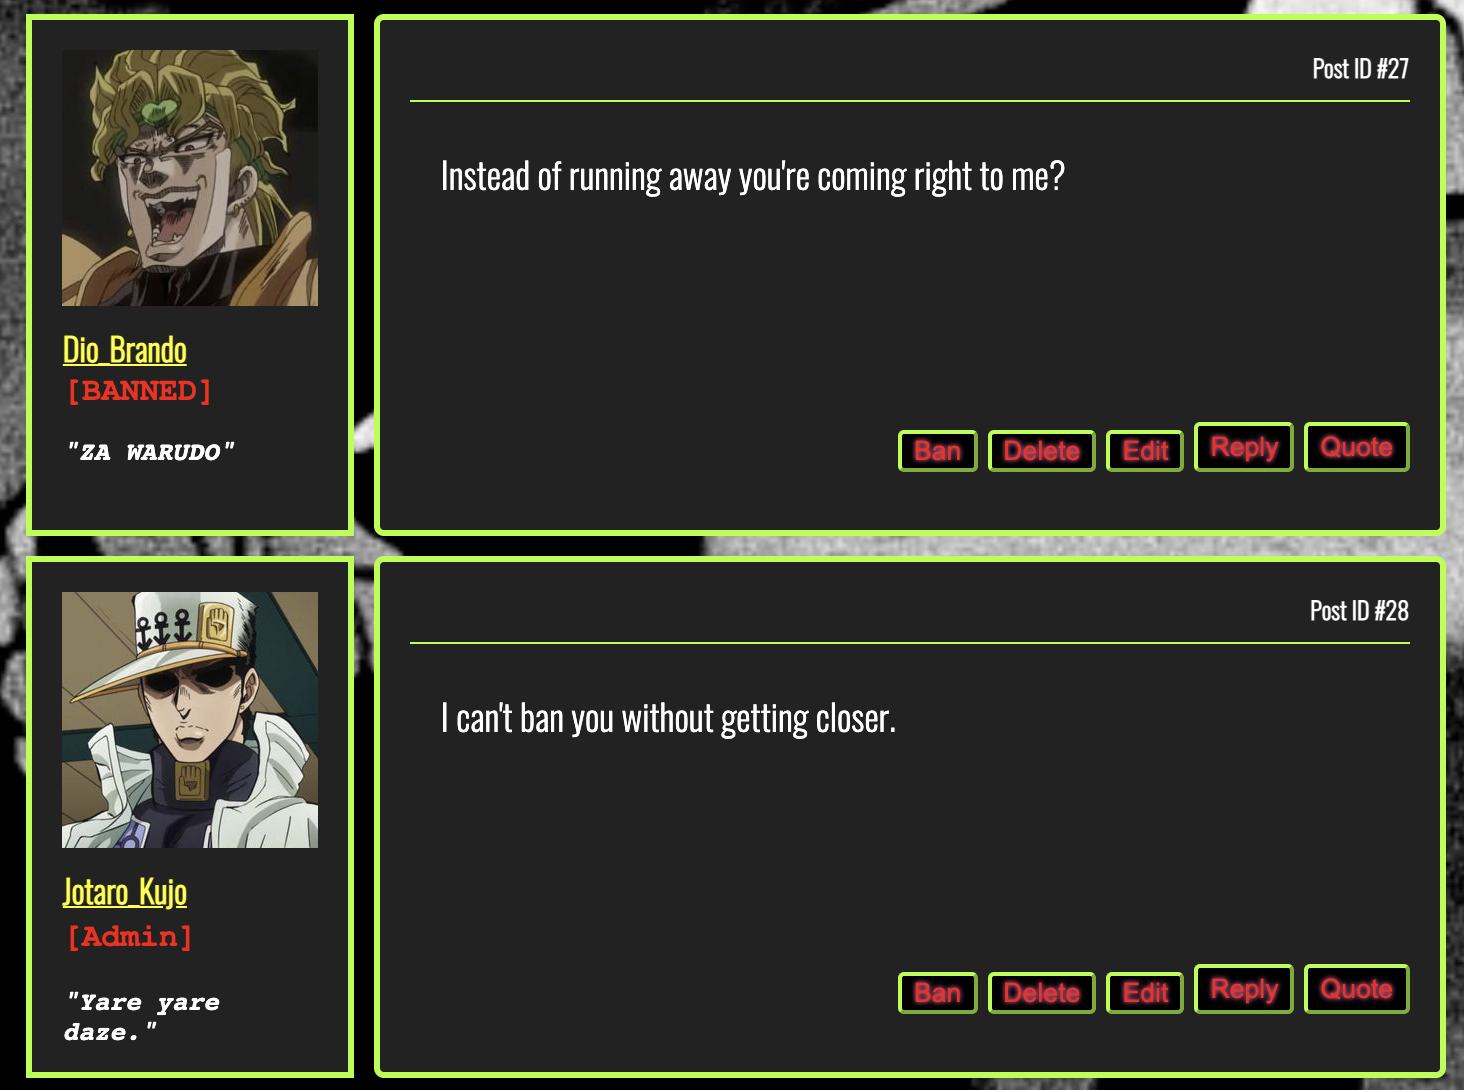 Post ID #27
Instead of running away you're coming right to me?
Dio_Brando
[BANNED]
"ZA WARUDO"
Ban Delete Edit Reply Quote
Post ID #28
I can't ban you without getting closer.
Jotaro_Kujo
[Admin]
"Yare yare
daze."
Ban Delete Edit Reply Quote